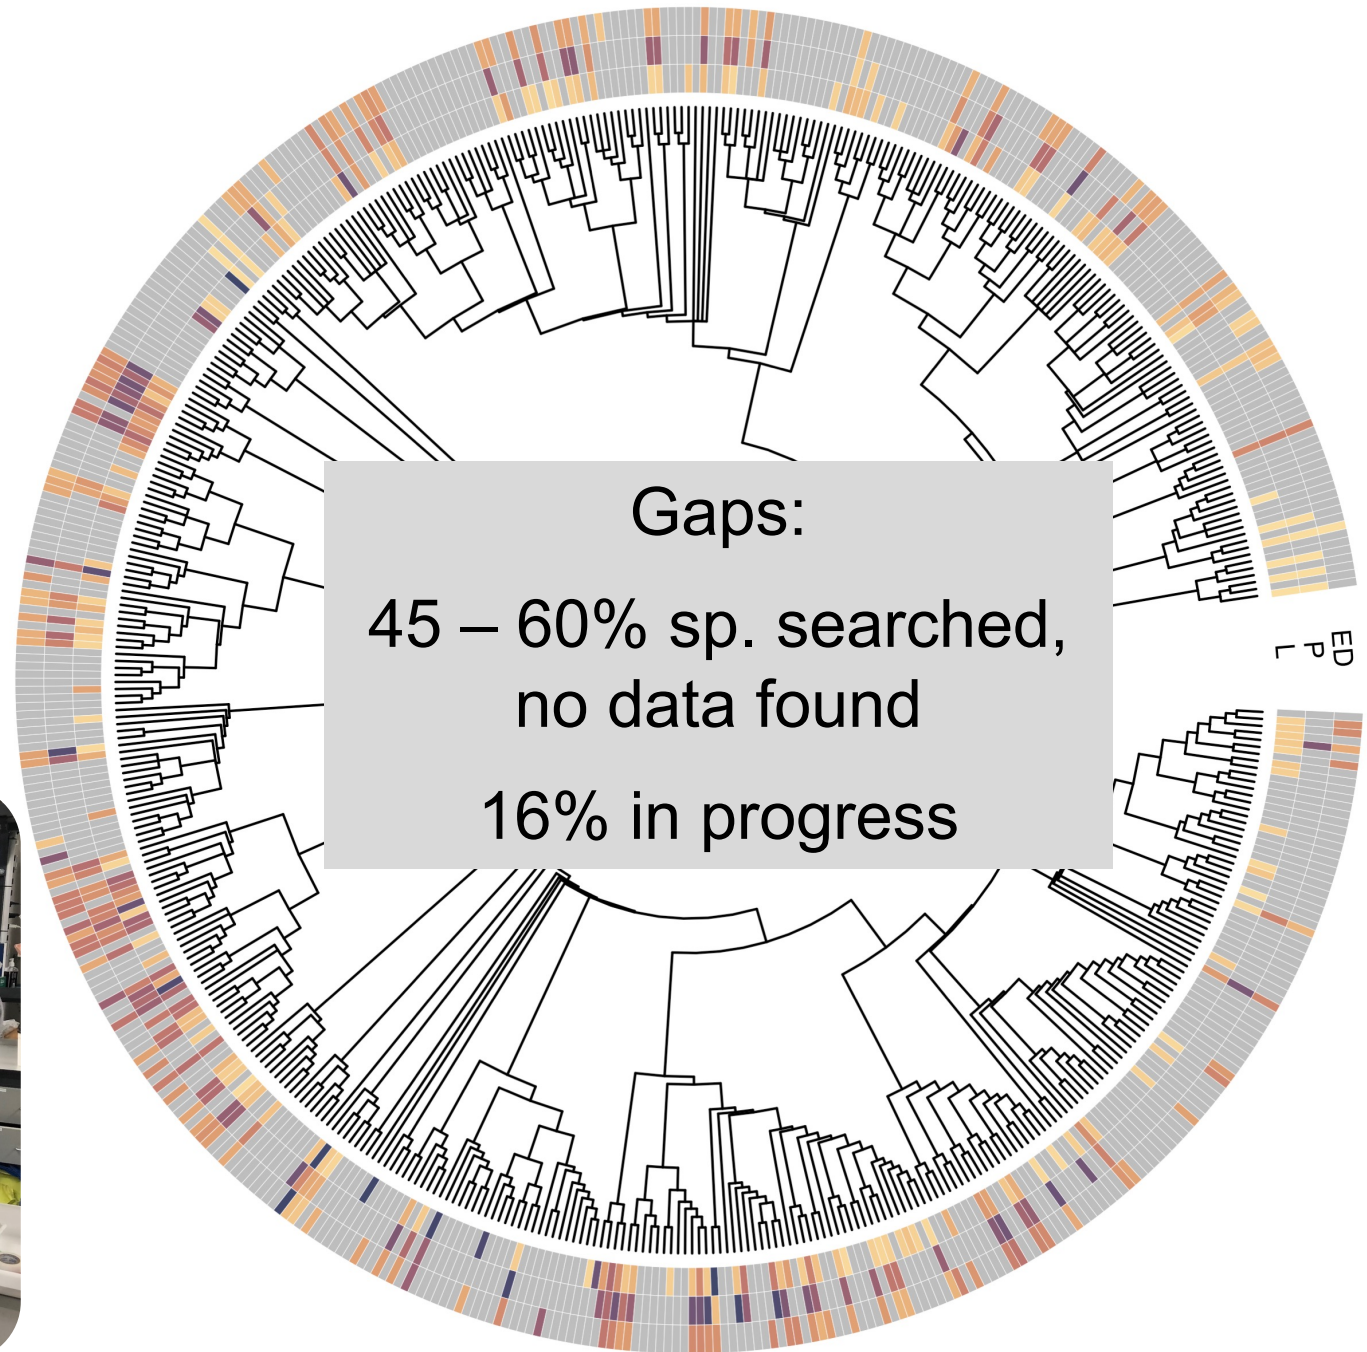 Gaps:
45 – 60% sp. searched,
no data found
16% in progress
ED
P
L